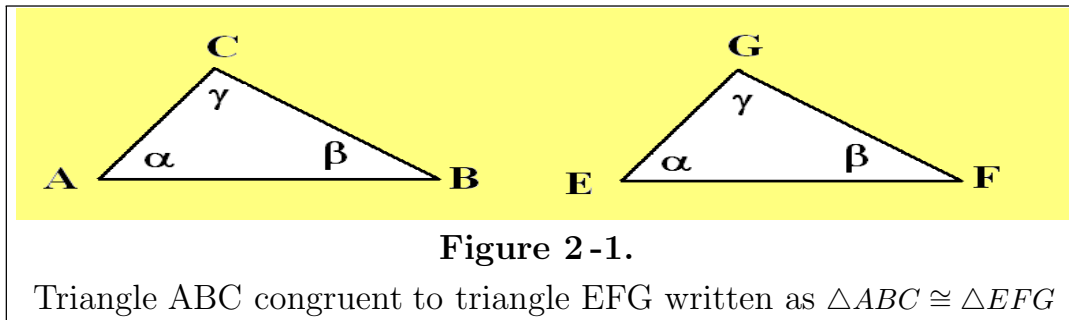 C G
γ γ
A α β B E α β F
Figure 2-1.
Triangle ABC congruent to triangle EFG written as △ABC ≅ △EFG